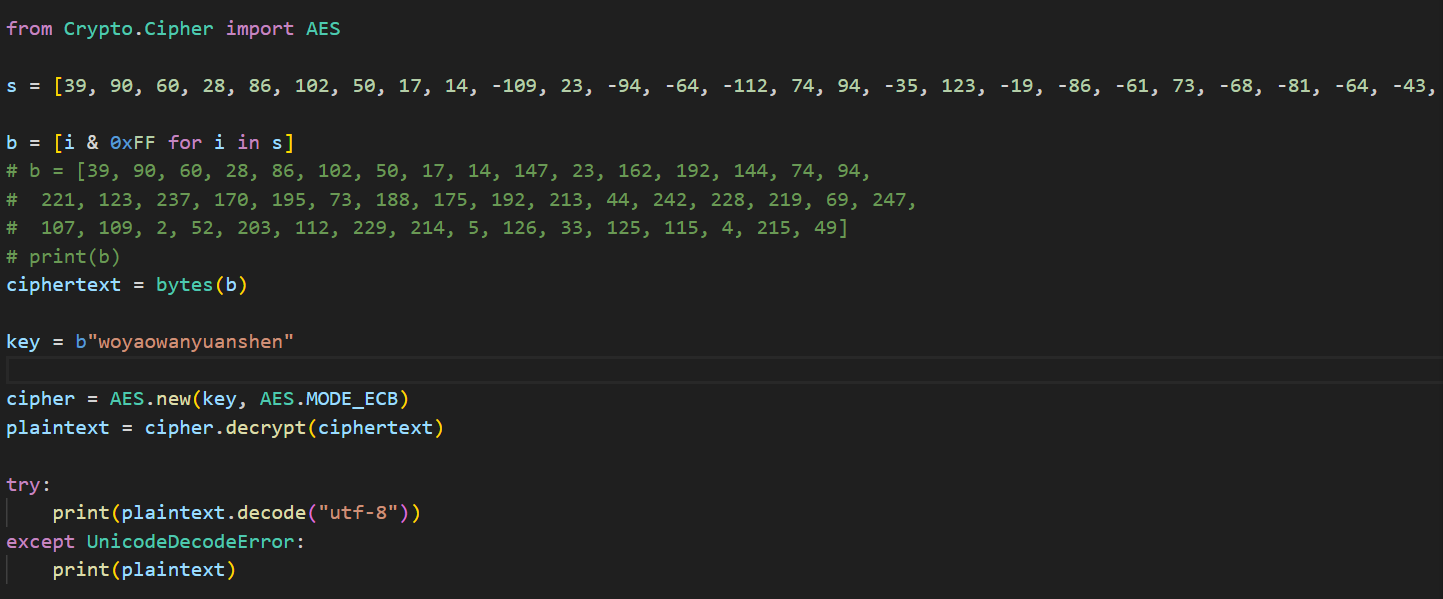 from Crypto.Cipher import AES
s = [39, 90, 60, 28, 86, 102, 50, 17, 14, -109, 23, -94, -64, -112, 74, 94, -35, 123, -19, -86, -61, 73, -68, -81, -64, -43,
b = [i & 0xFF for i in s]
# b = [39, 90, 60, 28, 86, 102, 50, 17, 14, 147, 23, 162, 192, 144, 74, 94,
#  221, 123, 237, 170, 195, 73, 188, 175, 192, 213, 44, 242, 228, 219, 69, 247,
#  107, 109, 2, 52, 203, 112, 229, 214, 5, 126, 33, 125, 115, 4, 215, 49]
# print(b)
ciphertext = bytes(b)
key = b"woyaowanyuanshen"
cipher = AES.new(key, AES.MODE_ECB)
plaintext = cipher.decrypt(ciphertext)
try:
    print(plaintext.decode("utf-8"))
except UnicodeDecodeError:
    print(plaintext)